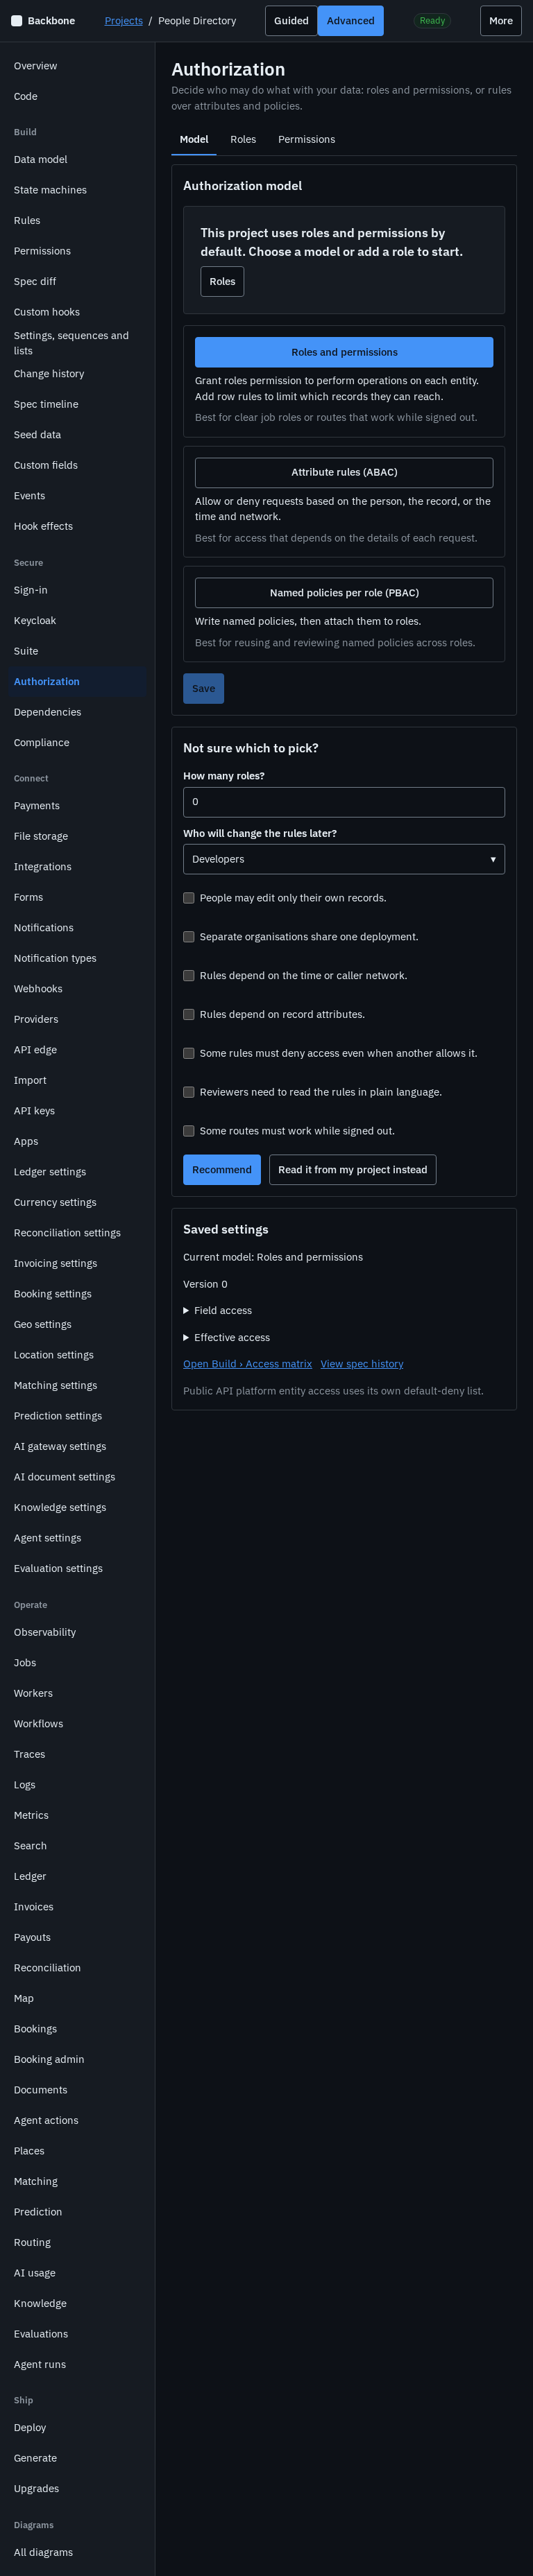 Backbone
Projects / People Directory
Guided
Advanced
Ready
More
Overview
Code
Build
Data model
State machines
Rules
Permissions
Spec diff
Custom hooks
Settings, sequences and
lists
Change history
Spec timeline
Seed data
Custom fields
Events
Hook effects
Secure
Sign-in
Keycloak
Suite
Authorization
Dependencies
Compliance
Connect
Payments
File storage
Integrations
Forms
Notifications
Notification types
Webhooks
Providers
API edge
Import
API keys
Apps
Ledger settings
Currency settings
Reconciliation settings
Invoicing settings
Booking settings
Geo settings
Location settings
Matching settings
Prediction settings
AI gateway settings
AI document settings
Knowledge settings
Agent settings
Evaluation settings
Operate
Observability
Jobs
Workers
Workflows
Traces
Logs
Metrics
Search
Ledger
Invoices
Payouts
Reconciliation
Map
Bookings
Booking admin
Documents
Agent actions
Places
Matching
Prediction
Routing
AI usage
Knowledge
Evaluations
Agent runs
Ship
Deploy
Generate
Upgrades
Diagrams
All diagrams
Authorization
Decide who may do what with your data: roles and permissions, or rules
over attributes and policies.
Model
Roles
Permissions
Authorization model
This project uses roles and permissions by
default. Choose a model or add a role to start.
Roles
Roles and permissions
Grant roles permission to perform operations on each entity.
Add row rules to limit which records they can reach.
Best for clear job roles or routes that work while signed out.
Attribute rules (ABAC)
Allow or deny requests based on the person, the record, or the
time and network.
Best for access that depends on the details of each request.
Named policies per role (PBAC)
Write named policies, then attach them to roles.
Best for reusing and reviewing named policies across roles.
Save
Not sure which to pick?
How many roles?
0
Who will change the rules later?
Developers
People may edit only their own records.
Separate organisations share one deployment.
Rules depend on the time or caller network.
Rules depend on record attributes.
Some rules must deny access even when another allows it.
Reviewers need to read the rules in plain language.
Some routes must work while signed out.
Recommend
Read it from my project instead
Saved settings
Current model: Roles and permissions
Version 0
Field access
Effective access
Open Build › Access matrix View spec history
Public API platform entity access uses its own default-deny list.